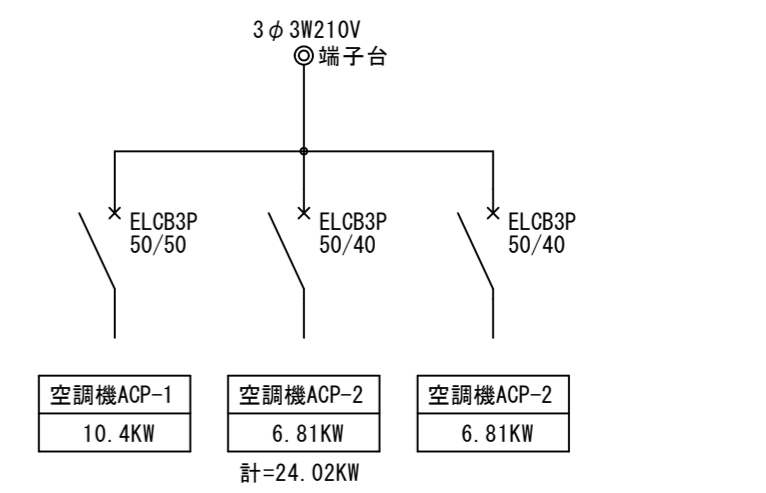 3φ3W210V
端子台
ELCB3P
50/50
ELCB3P
50/40
ELCB3P
50/40
空調機ACP-1
10.4KW
空調機ACP-2
6.81KW
空調機ACP-2
6.81KW
計=24.02KW